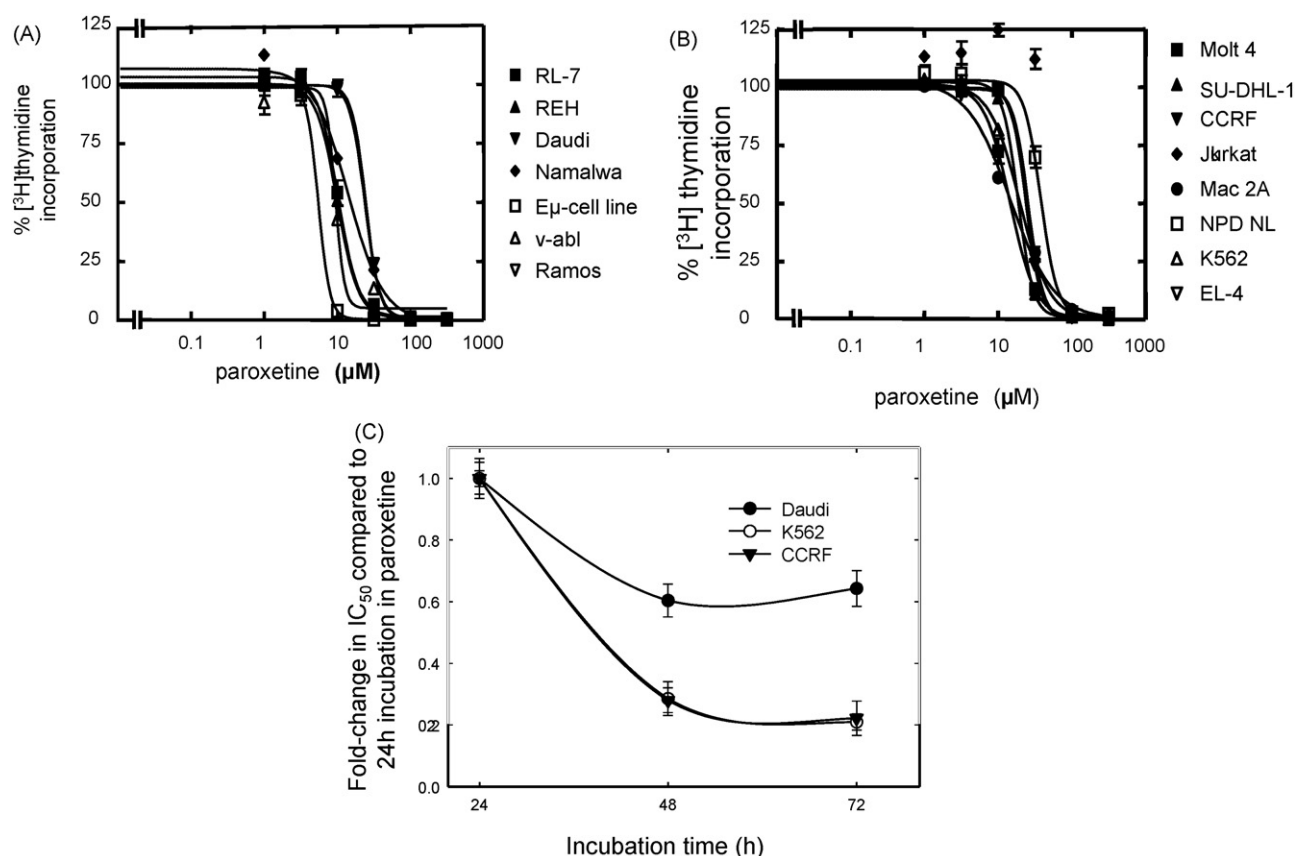 (A)
% [³H]thymidine
incorporation
125
100
75
50
25
0
0.1 1 10 100 1000
paroxetine (µM)
RL-7
REH
Daudi
Namalwa
Eµ-cell line
v-abl
Ramos
(B)
% [³H] thymidine
incorporation
125
100
75
50
25
0
0.1 1 10 100 1000
paroxetine (µM)
Molt 4
SU-DHL-1
CCRF
Jurkat
Mac 2A
NPD NL
K562
EL-4
(C)
Fold-change in IC₅₀ compared to
24h incubation in paroxetine
1.0
0.8
0.6
0.4
0.2
0.0
24 48 72
Incubation time (h)
Daudi
K562
CCRF